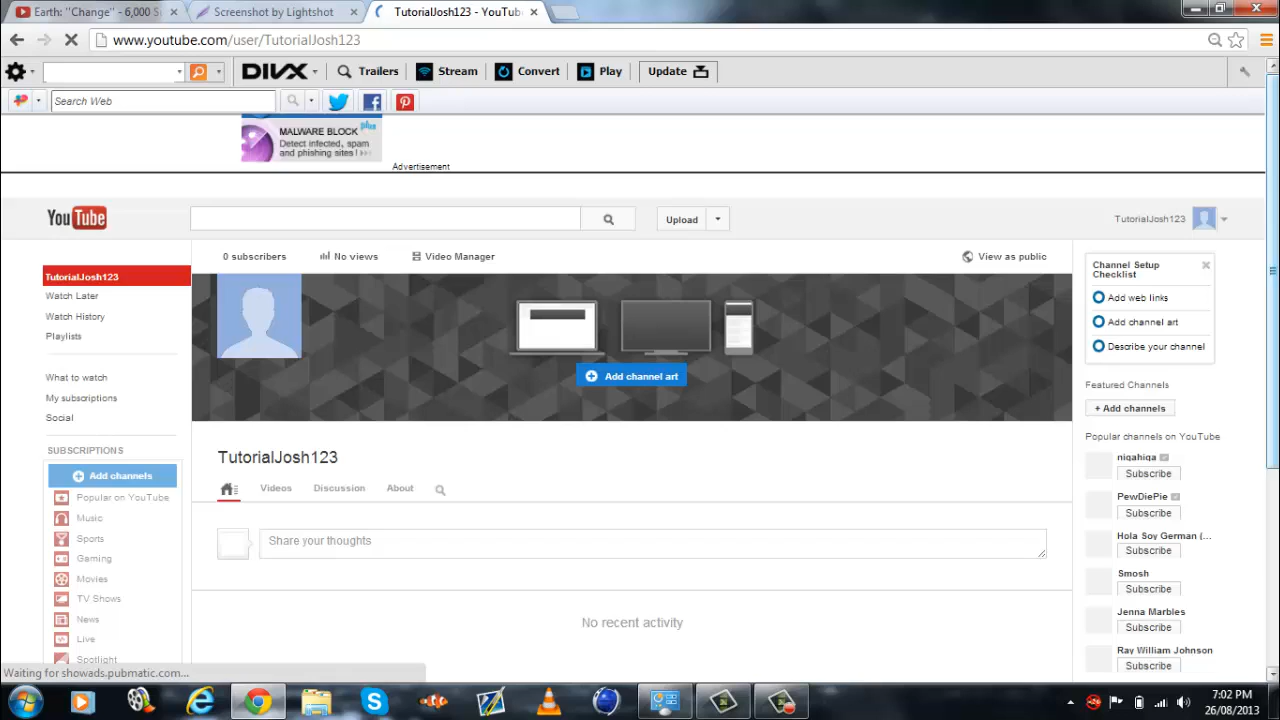 Earth: "Change" - 6,000 S
Screenshot by Lightshot
TutorialJosh123 - YouTub
www.youtube.com/user/TutorialJosh123
DIVX
Trailers
Stream
Convert
Play
Update
Search Web
MALWARE BLOCK plus
Detect infected, spam
and phishing sites !
Advertisement
YouTube
Upload
TutorialJosh123
0 subscribers
No views
Video Manager
View as public
TutorialJosh123
Watch Later
Watch History
Playlists
What to watch
My subscriptions
Social
SUBSCRIPTIONS
Add channels
Popular on YouTube
Music
Sports
Gaming
Movies
TV Shows
News
Live
Spotlight
Add channel art
TutorialJosh123
Videos
Discussion
About
Share your thoughts
No recent activity
Channel Setup
Checklist
Add web links
Add channel art
Describe your channel
Featured Channels
+ Add channels
Popular channels on YouTube
nigahiga
Subscribe
PewDiePie
Subscribe
Hola Soy German (...
Subscribe
Smosh
Subscribe
Jenna Marbles
Subscribe
Ray William Johnson
Subscribe
Waiting for showads.pubmatic.com...
7:02 PM
26/08/2013